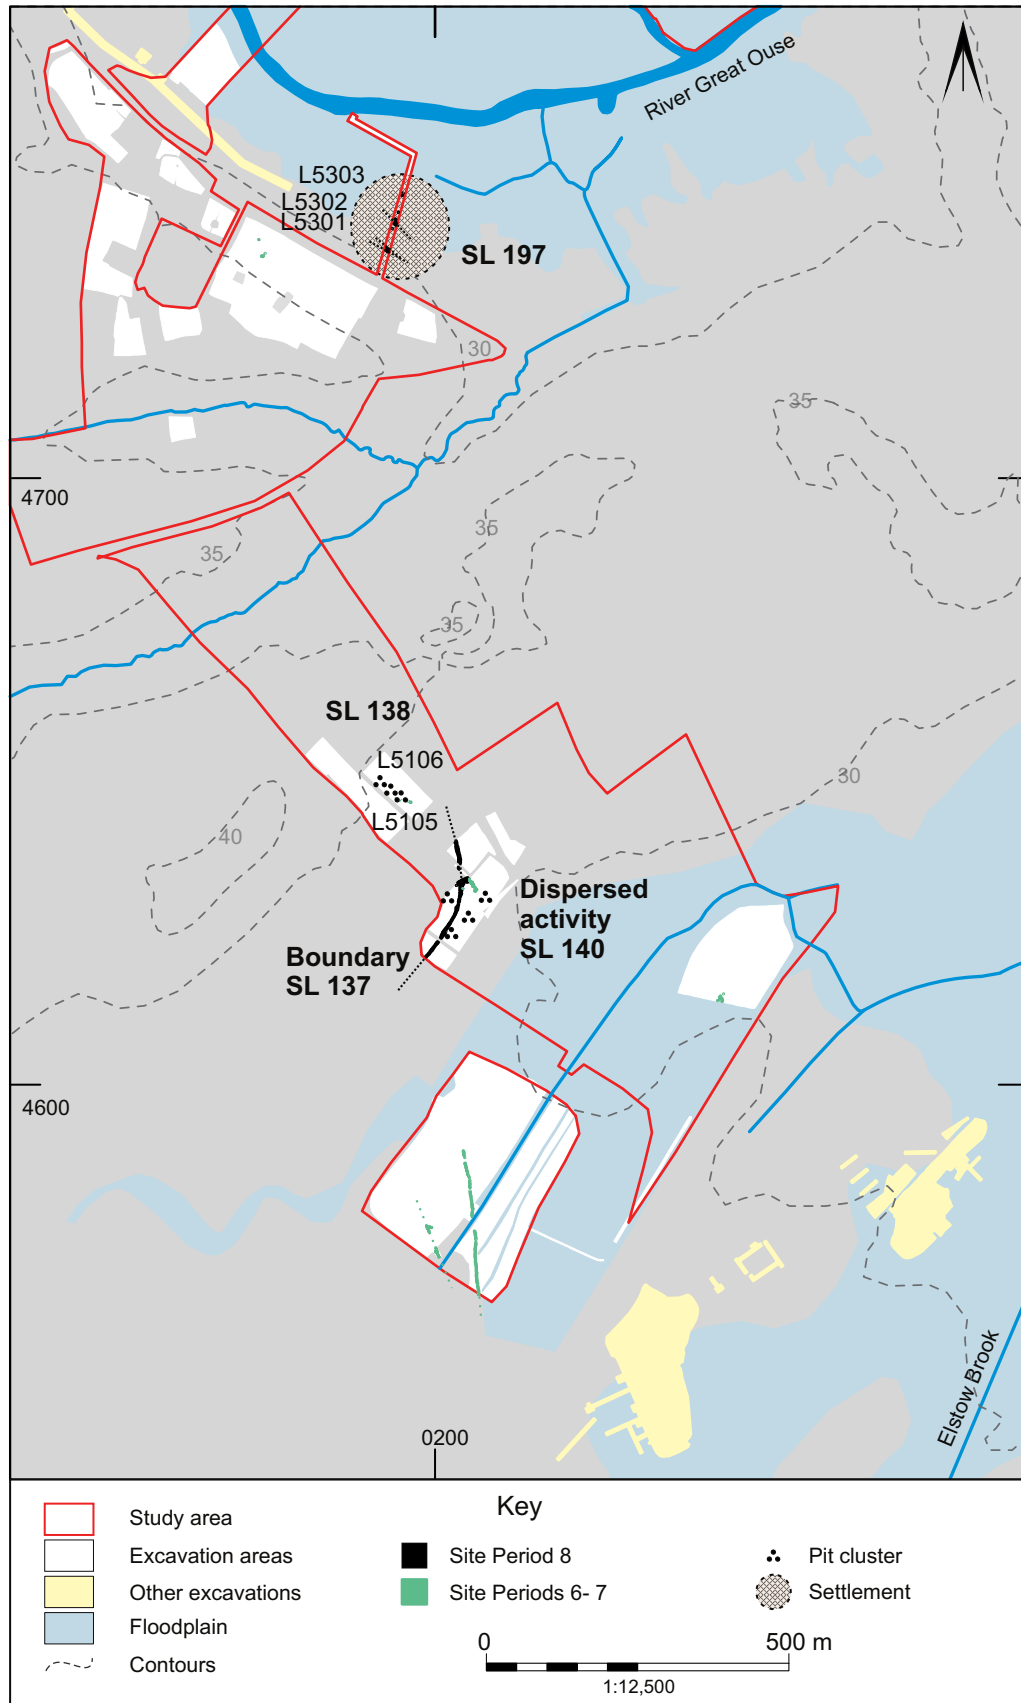 River Great Ouse
L5303
L5302
L5301
SL 197
30
35
4700
35
35
35
SL 138
L5106
30
L5105
40
Dispersed
activity
SL 140
Boundary
SL 137
4600
Elstow Brook
0200
Key
Study area
Excavation areas
Other excavations
Floodplain
Contours
Site Period 8
Site Periods 6- 7
Pit cluster
Settlement
0 500 m
1:12,500